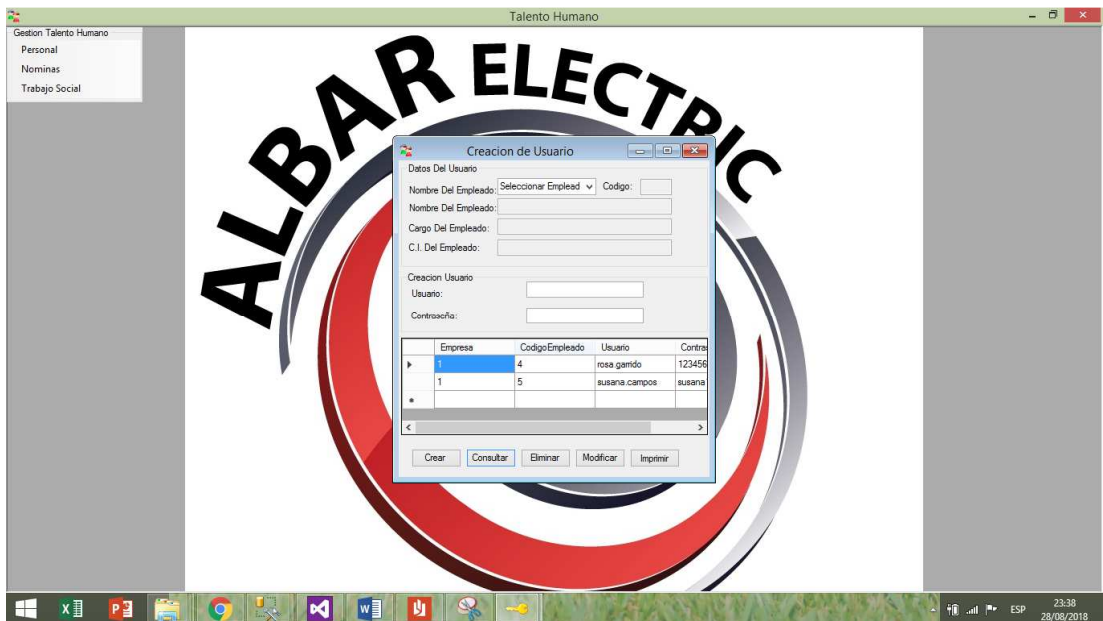 Talento Humano
Gestion Talento Humano
Personal
Nominas
Trabajo Social
ALBAR ELECTRIC
Creacion de Usuario
Datos Del Usuario
Nombre Del Empleado: Seleccionar Emplead Codigo:
Nombre Del Empleado:
Cargo Del Empleado:
C.I. Del Empleado:
Creacion Usuario
Usuario:
Contraseña:
Empresa CodigoEmpleado Usuario Contras
1 4 rosa.garrido 123456
1 5 susana.campos susana
Crear Consultar Eliminar Modificar Imprimir
ESP 23:38
28/08/2018